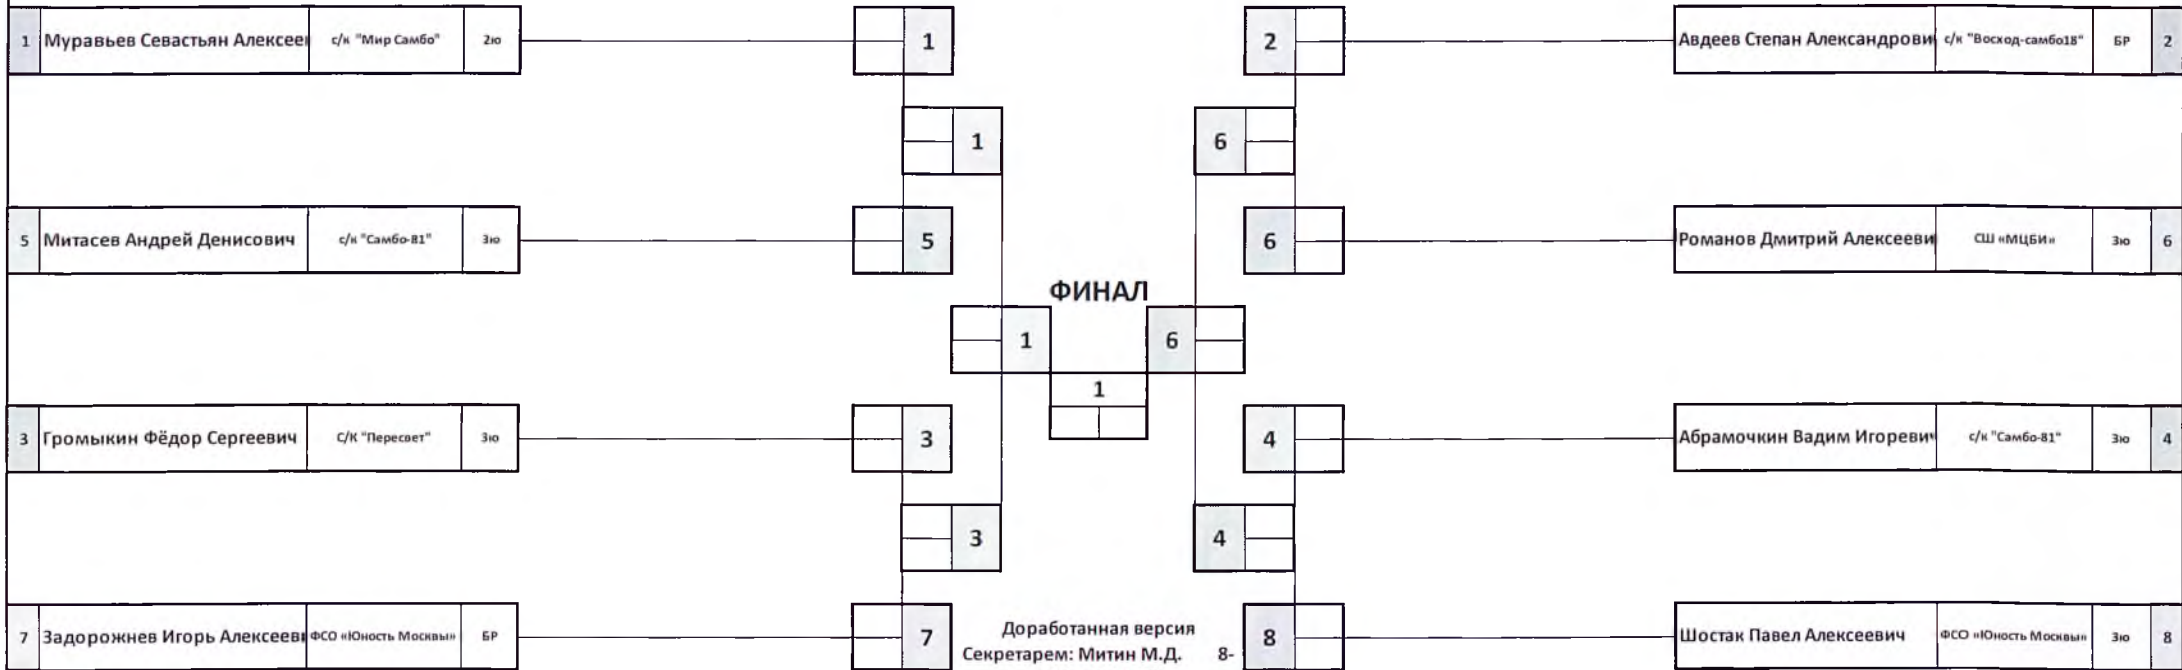 1 Муравьев Севастьян Алексее с/к "Мир Самбо" 2ю 1 2 Авдеев Степан Александрови с/к "Восход-самбо18" БР 2
1 6
5 Митасев Андрей Денисович с/к "Самбо-81" 3ю 5 6 Романов Дмитрий Алексееви СШ «МЦБИ» 3ю 6
ФИНАЛ
1 6
1
3 Громыкин Фёдор Сергеевич С/К "Пересвет" 3ю 3 4 Абрамочкин Вадим Игореви с/к "Самбо-81" 3ю 4
3 4
7 Задорожнев Игорь Алексеев ФСО «Юность Москвы» БР 7 8 Шостак Павел Алексеевич ФСО «Юность Москвы» 3ю 8
Доработанная версия
Секретарем: Митин М.Д. 8-